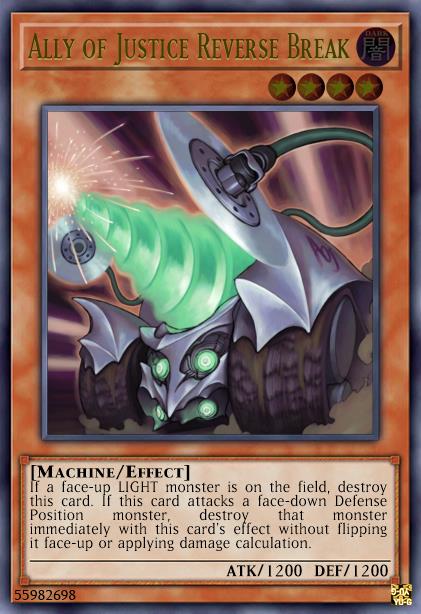 ALLY OF JUSTICE REVERSE BREAK
DARK
闇
AOJ
[MACHINE/EFFECT]
If a face-up LIGHT monster is on the field, destroy
this card. If this card attacks a face-down Defense
Position monster, destroy that monster
immediately with this card's effect without flipping
it face-up or applying damage calculation.
ATK/1200 DEF/1200
55982698